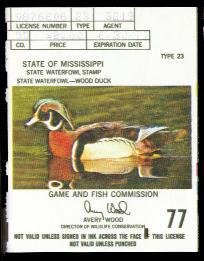 LICENSE NUMBER TYPE AGENT
CO. PRICE EXPIRATION DATE
TYPE 23
STATE OF MISSISSIPPI
STATE WATERFOWL STAMP
STATE WATERFOWL—WOOD DUCK
GAME AND FISH COMMISSION
Avery Wood
AVERY WOOD
DIRECTOR OF WILDLIFE CONSERVATION
77
NOT VALID UNLESS SIGNED IN INK ACROSS THE FACE THIS LICENSE
NOT VALID UNLESS PUNCHED